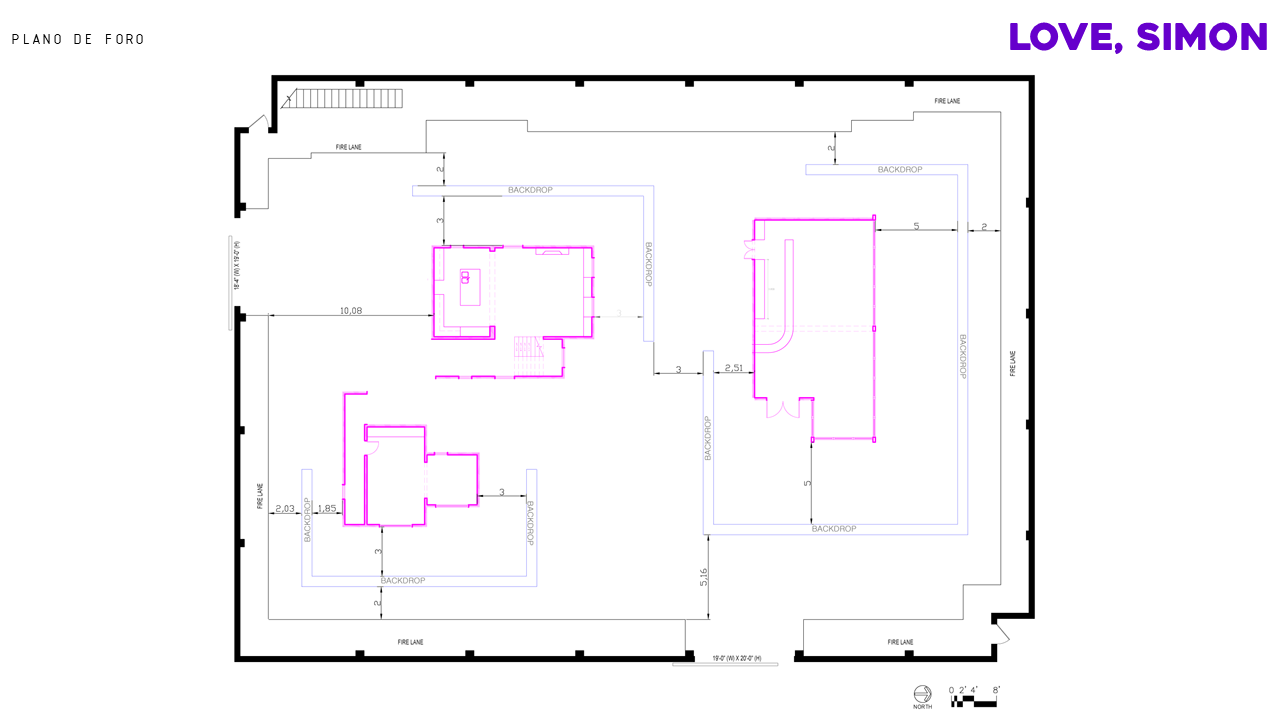 PLANO DE FORO
LOVE, SIMON
FIRE LANE
FIRE LANE
2
2
BACKDROP
BACKDROP
3
5
2
18'-4" (W) X 19'-0" (H)
BACKDROP
10,08
3
BACKDROP
FIRE LANE
3
2,51
BACKDROP
FIRE LANE
3
5
2,03
1,85
BACKDROP
BACKDROP
BACKDROP
3
BACKDROP
5,16
2
FIRE LANE
FIRE LANE
19'-0" (W) X 20'-0" (H)
0 2' 4' 8'
NORTH